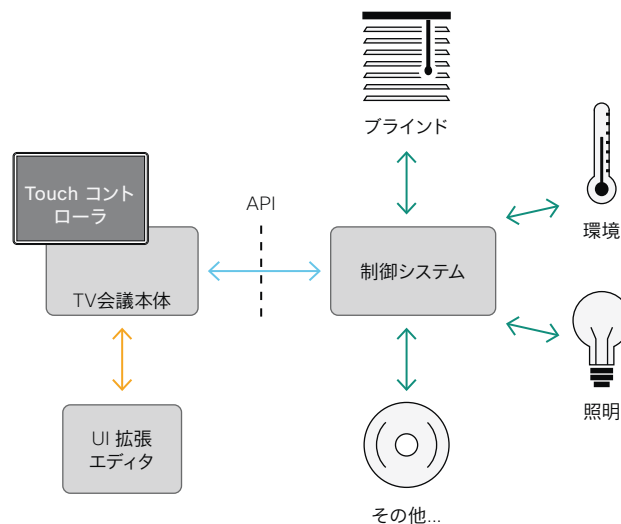 ブラインド
Touch コント
ローラ
API
環境
制御システム
TV会議本体
照明
UI 拡張
エディタ
その他...